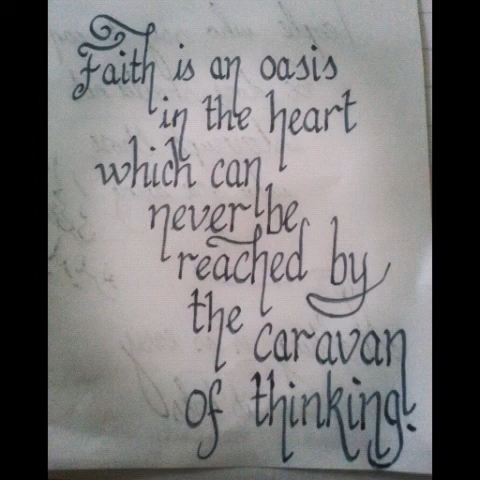 Faith is an oasis
in the heart
which can
never be
reached by
the caravan
of thinking.